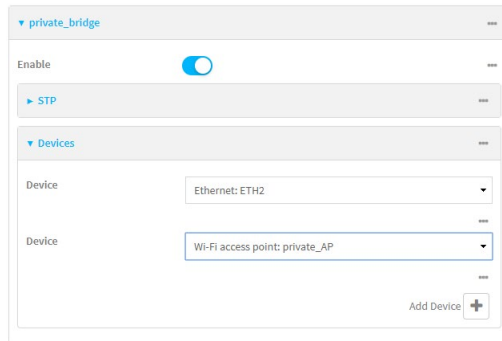 private_bridge
Enable
STP
Devices
Device Ethernet: ETH2
Device Wi-Fi access point: private_AP
Add Device